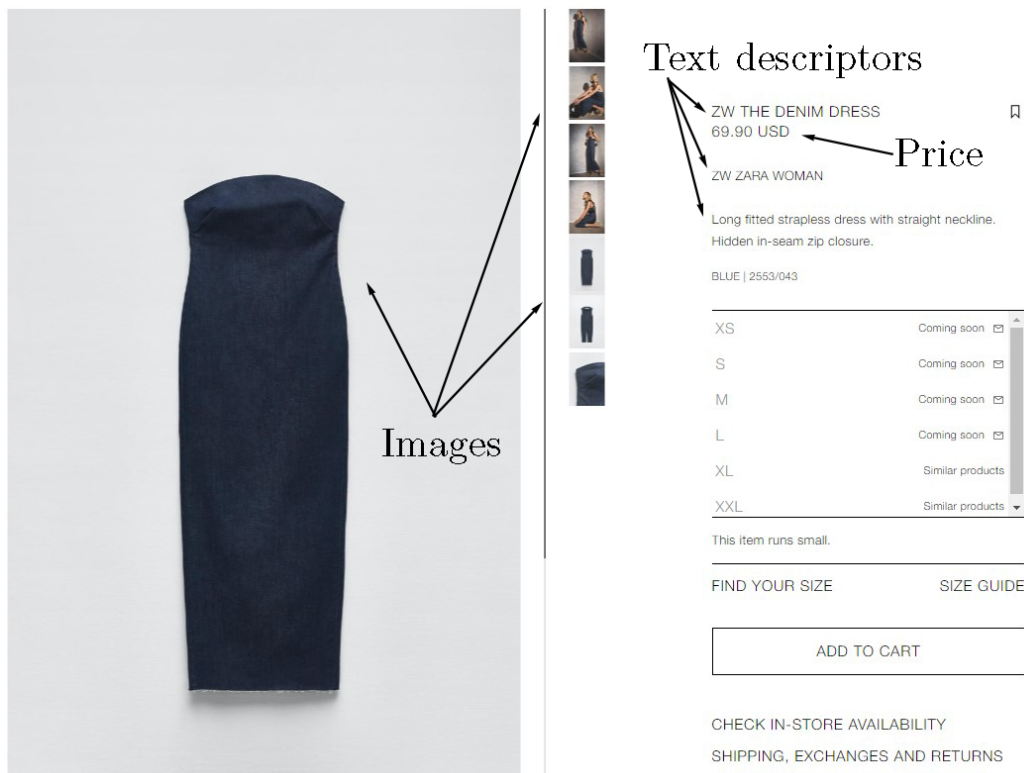 Text descriptors
ZW THE DENIM DRESS
69.90 USD
Price
ZW ZARA WOMAN
Long fitted strapless dress with straight neckline.
Hidden in-seam zip closure.
BLUE | 2553/043
XS Coming soon
S Coming soon
M Coming soon
L Coming soon
XL Similar products
XXL Similar products
Images
This item runs small.
FIND YOUR SIZE SIZE GUIDE
ADD TO CART
CHECK IN-STORE AVAILABILITY
SHIPPING, EXCHANGES AND RETURNS